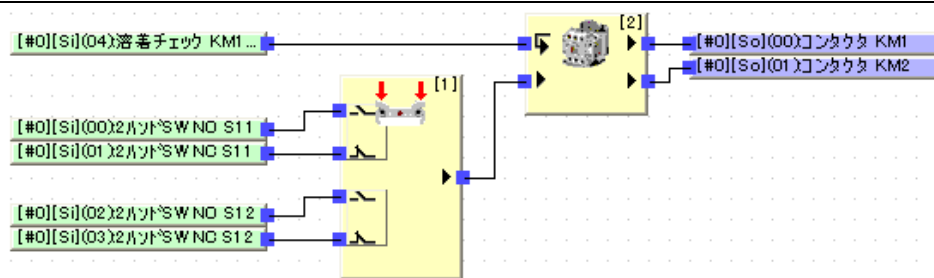 [#0][Si](04):溶着チェック KM1...
[2]
[#0][So](00):コンタクタ KM1
[#0][So](01):コンタクタ KM2
[1]
[#0][Si](00):2ハンドSW NO S11
[#0][Si](01):2ハンドSW NC S11
[#0][Si](02):2ハンドSW NO S12
[#0][Si](03):2ハンドSW NC S12